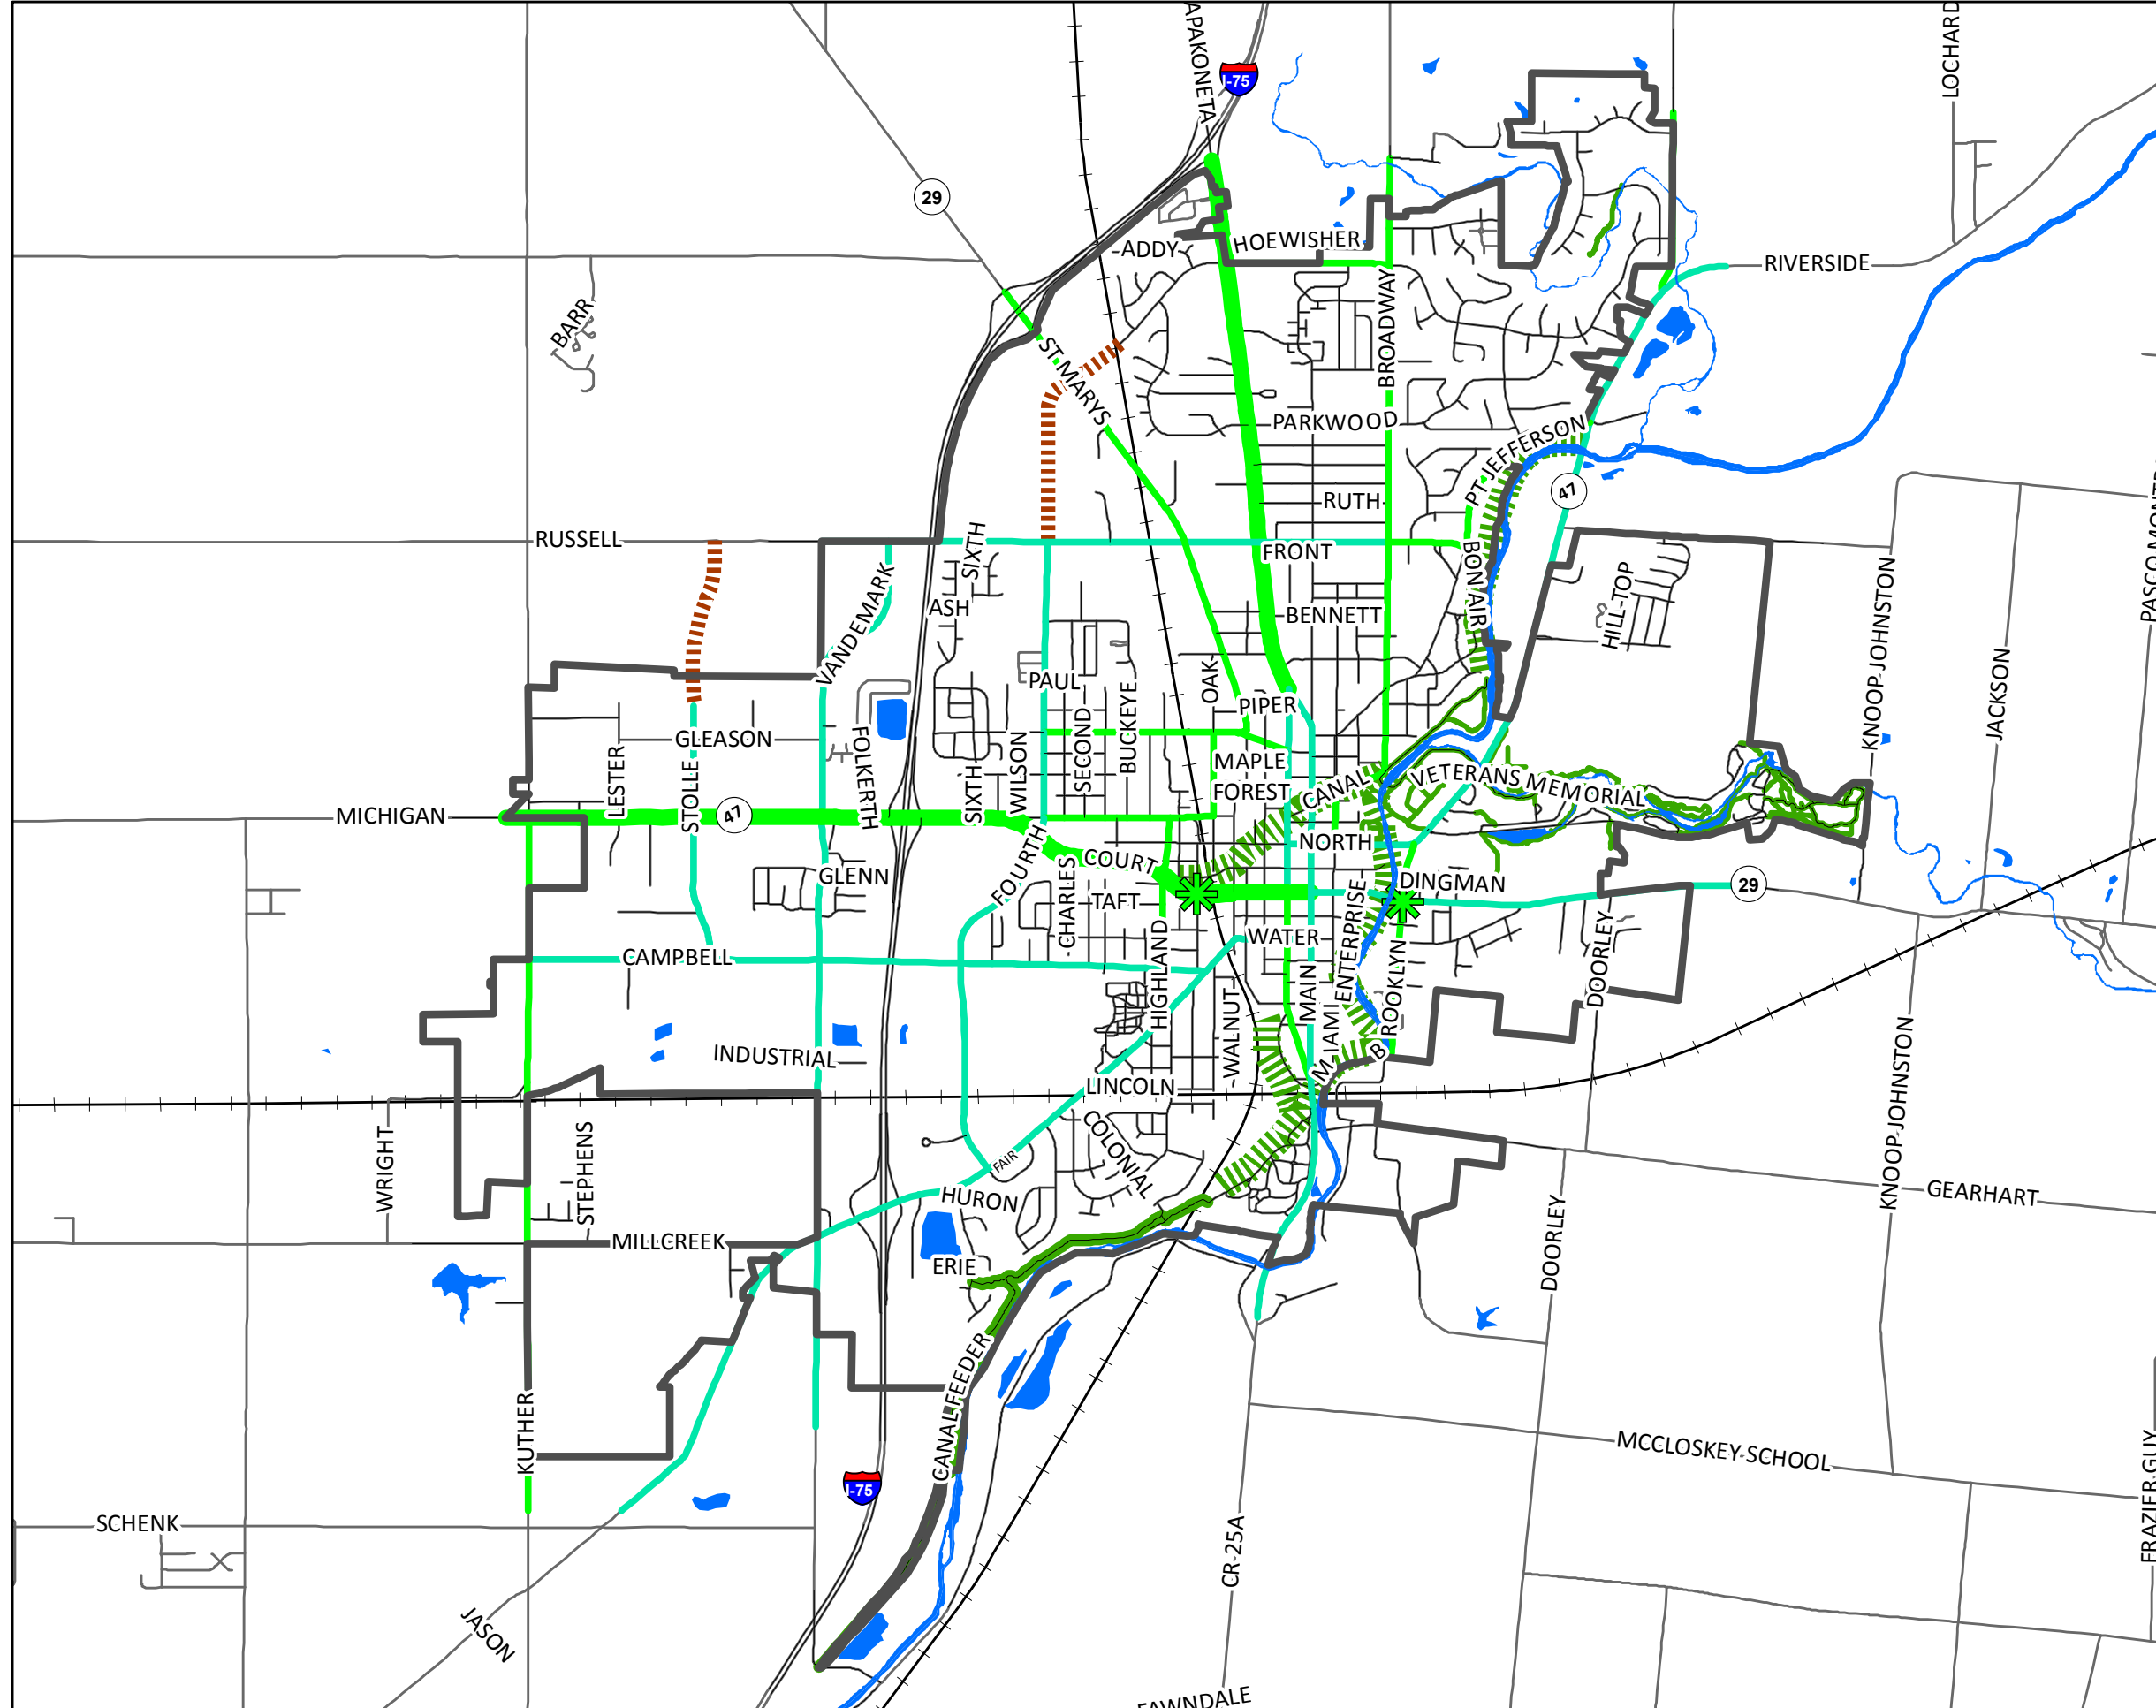 LOCHARD
I-75
29
HOEWISHER
ADDY
RIVERSIDE
BARR
BROADWAY
ST MARYS
PARKWOOD
PT JEFFERSON
47
RUTH
RUSSELL
SIXTH
FRONT
BONAIR
VANDEMARK
ASH
BENNETT
HILL-TOP
KNOOP-JOHNSTON
JACKSON
PAUL
OAK
PIPER
GLEASON
LESTER
STOLLE
FOLKERTH
WILSON
SECOND
BUCKEYE
MAPLE
SIXTH
FOREST
CANAL
VETERANS MEMORIAL
MICHIGAN
47
FOURTH
COURT
NORTH
GLENN
CHARLES
TAFT
DINGMAN
29
CAMPBELL
HIGHLAND
WATER
ENTERPRISE
DOORLEY
MAIN
MIAMI
BROOKLYN
WALNUT
INDUSTRIAL
LINCOLN
KNOOP-JOHNSTON
WRIGHT
STEPHENS
COLONIAL
FAIR
HURON
GEARHART
MILLCREEK
DOORLEY
ERIE
CANAL FEEDER
KUTHER
MCCLOSKEY-SCHOOL
I-75
SCHENK
CR-25A
FRAZIER-GUY
JASON